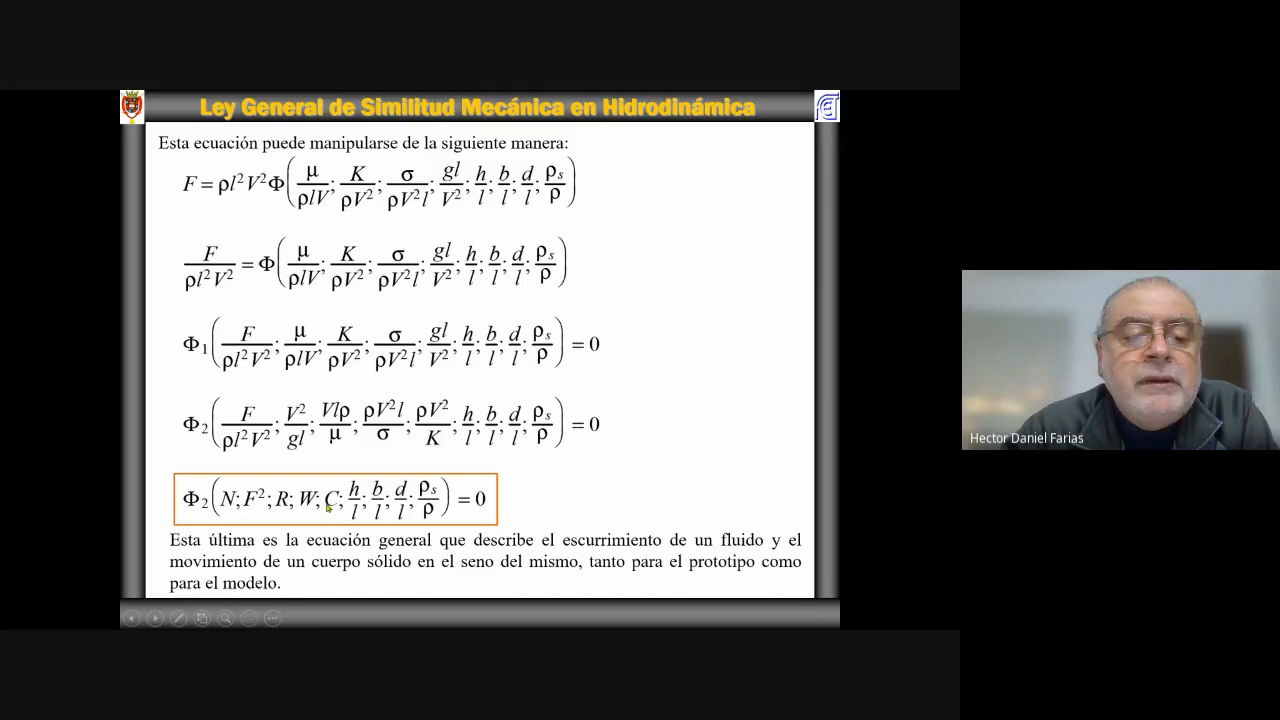 Ley General de Similitud Mecánica en Hidrodinámica
Esta ecuación puede manipularse de la siguiente manera:
F = ρl²V²Φ(μ/ρlV; K/ρV²; σ/ρV²l; gl/V²; h/l; b/l; d/l; ρs/ρ)
F/ρl²V² = Φ(μ/ρlV; K/ρV²; σ/ρV²l; gl/V²; h/l; b/l; d/l; ρs/ρ)
Φ₁(F/ρl²V²; μ/ρlV; K/ρV²; σ/ρV²l; gl/V²; h/l; b/l; d/l; ρs/ρ) = 0
Φ₂(F/ρl²V²; V²/gl; Vlρ/μ; ρV²l/σ; ρV²/K; h/l; b/l; d/l; ρs/ρ) = 0
Φ₂(N; F²; R; W; C; h/l; b/l; d/l; ρs/ρ) = 0
Esta última es la ecuación general que describe el escurrimiento de un fluido y el
movimiento de un cuerpo sólido en el seno del mismo, tanto para el prototipo como
para el modelo.
Hector Daniel Farias